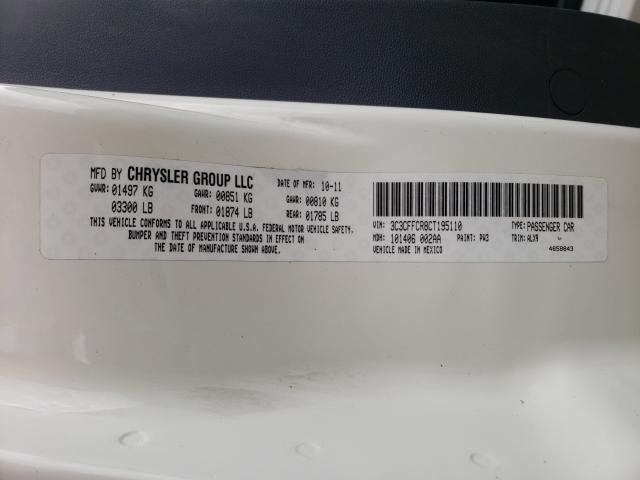 MFD BY CHRYSLER GROUP LLC DATE OF MFR: 10-11
GVWR: 01497 KG GAWR: 00851 KG GAWR: 00810 KG
03300 LB FRONT: 01874 LB REAR: 01785 LB
THIS VEHICLE CONFORMS TO ALL APPLICABLE U.S.A. FEDERAL MOTOR VEHICLE SAFETY,
BUMPER AND THEFT PREVENTION STANDARDS IN EFFECT ON
THE DATE OF MANUFACTURE SHOWN ABOVE.
VIN: 3C3CFFCR8CT195110 TYPE: PASSENGER CAR
MDH: 101406 002AA PAINT: PW3 TRIM: ALX9
VEHICLE MADE IN MEXICO 4658843